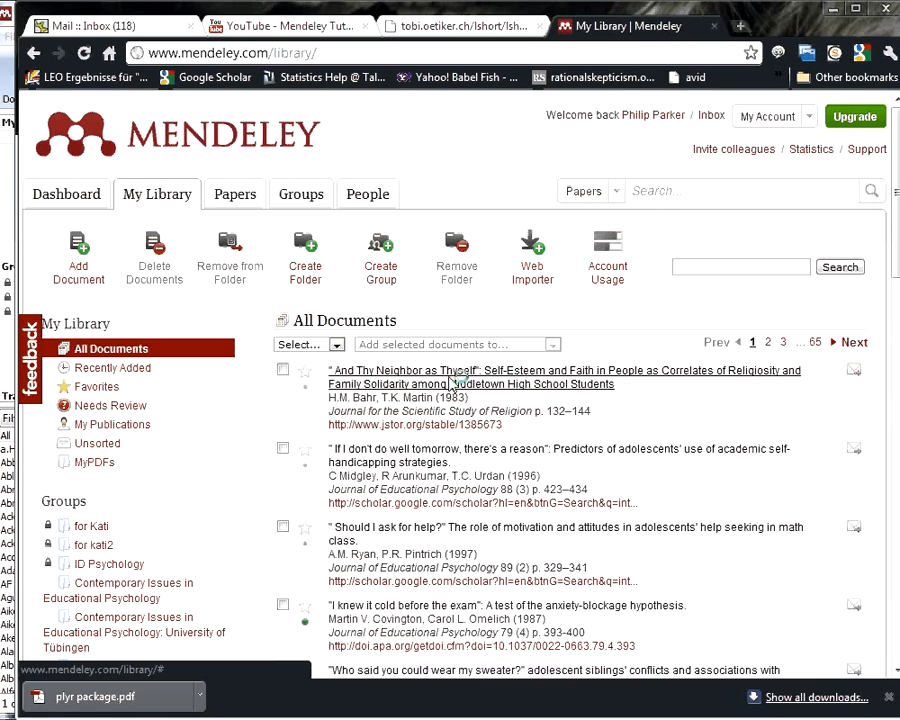 Mail :: Inbox (118)
YouTube - Mendeley Tut...
tobi.oetiker.ch/lshort/lsh...
My Library | Mendeley
www.mendeley.com/library/
LEO Ergebnisse für "...
Google Scholar
Statistics Help @ Tal...
Yahoo! Babel Fish - ...
rationalskepticism.o...
avid
Other bookmarks
MENDELEY
Welcome back Philip Parker / Inbox
My Account
Upgrade
Invite colleagues / Statistics / Support
Dashboard
My Library
Papers
Groups
People
Papers
Search...
Add Document
Delete Documents
Remove from Folder
Create Folder
Create Group
Remove Folder
Web Importer
Account Usage
Search
feedback
My Library
All Documents
Recently Added
Favorites
Needs Review
My Publications
Unsorted
MyPDFs
Groups
for Kati
for kati2
ID Psychology
Contemporary Issues in
Educational Psychology
Contemporary Issues in
Educational Psychology: University of
Tübingen
All Documents
Select...
Add selected documents to...
Prev 1 2 3 ... 65 Next
" And Thy Neighbor as Thyself": Self-Esteem and Faith in People as Correlates of Religiosity and
Family Solidarity among Middletown High School Students
H.M. Bahr, T.K. Martin (1983)
Journal for the Scientific Study of Religion p. 132–144
http://www.jstor.org/stable/1385673
" If I don't do well tomorrow, there's a reason": Predictors of adolescents' use of academic self-
handicapping strategies.
C Midgley, R Arunkumar, T.C. Urdan (1996)
Journal of Educational Psychology 88 (3) p. 423–434
http://scholar.google.com/scholar?hl=en&btnG=Search&q=int...
" Should I ask for help?" The role of motivation and attitudes in adolescents' help seeking in math
class.
A.M. Ryan, P.R. Pintrich (1997)
Journal of Educational Psychology 89 (2) p. 329–341
http://scholar.google.com/scholar?hl=en&btnG=Search&q=int...
"I knew it cold before the exam": A test of the anxiety-blockage hypothesis.
Martin V. Covington, Carol L. Omelich (1987)
Journal of Educational Psychology 79 (4) p. 393-400
http://doi.apa.org/getdoi.cfm?doi=10.1037/0022-0663.79.4.393
"Who said you could wear my sweater?" adolescent siblings' conflicts and associations with
www.mendeley.com/library/#
plyr package.pdf
Show all downloads...